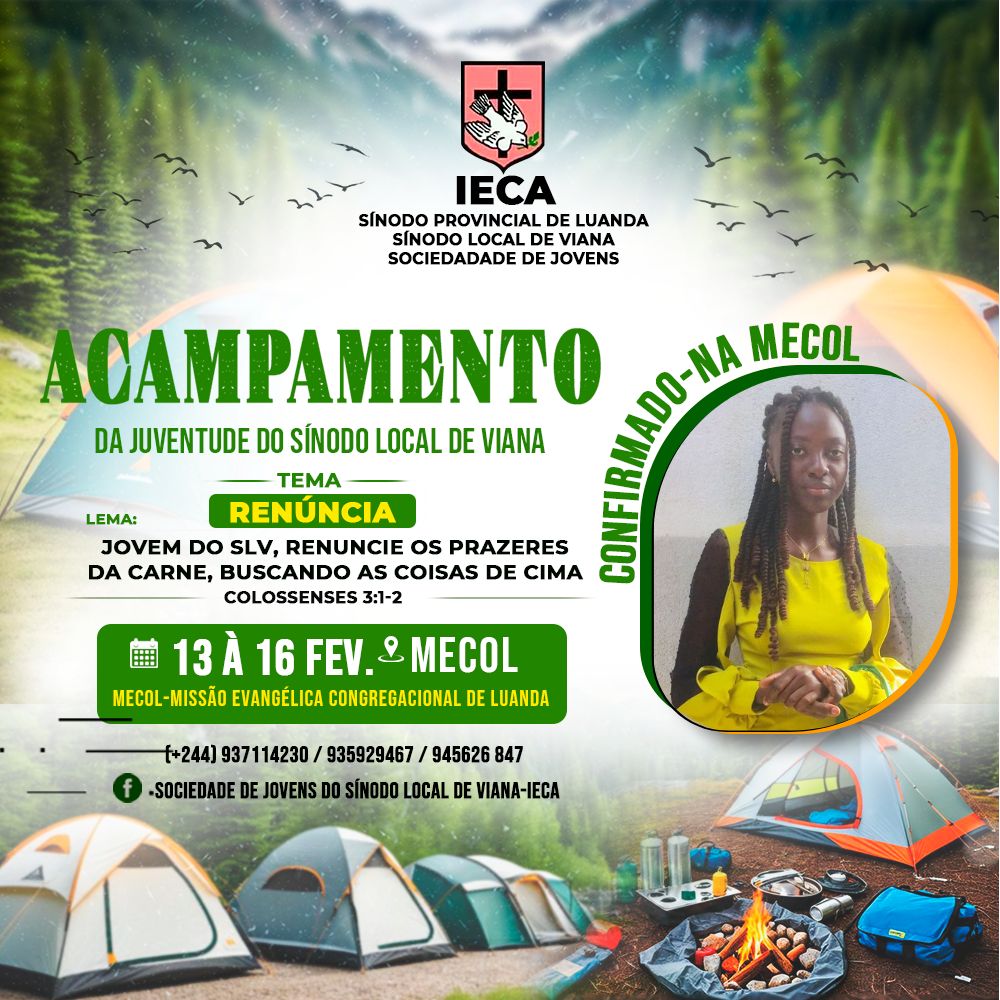 IECA
SÍNODO PROVINCIAL DE LUANDA
SÍNODO LOCAL DE VIANA
SOCIEDADADE DE JOVENS
ACAMPAMENTO
DA JUVENTUDE DO SÍNODO LOCAL DE VIANA
TEMA
RENÚNCIA
LEMA:
JOVEM DO SLV, RENUNCIE OS PRAZERES
DA CARNE, BUSCANDO AS COISAS DE CIMA
COLOSSENSES 3:1-2
CONFIRMADO-NA MECOL
13 À 16 FEV. MECOL
MECOL-MISSÃO EVANGÉLICA CONGREGACIONAL DE LUANDA
(+244) 937114230 / 935929467 / 945626 847
-SOCIEDADE DE JOVENS DO SÍNODO LOCAL DE VIANA-IECA